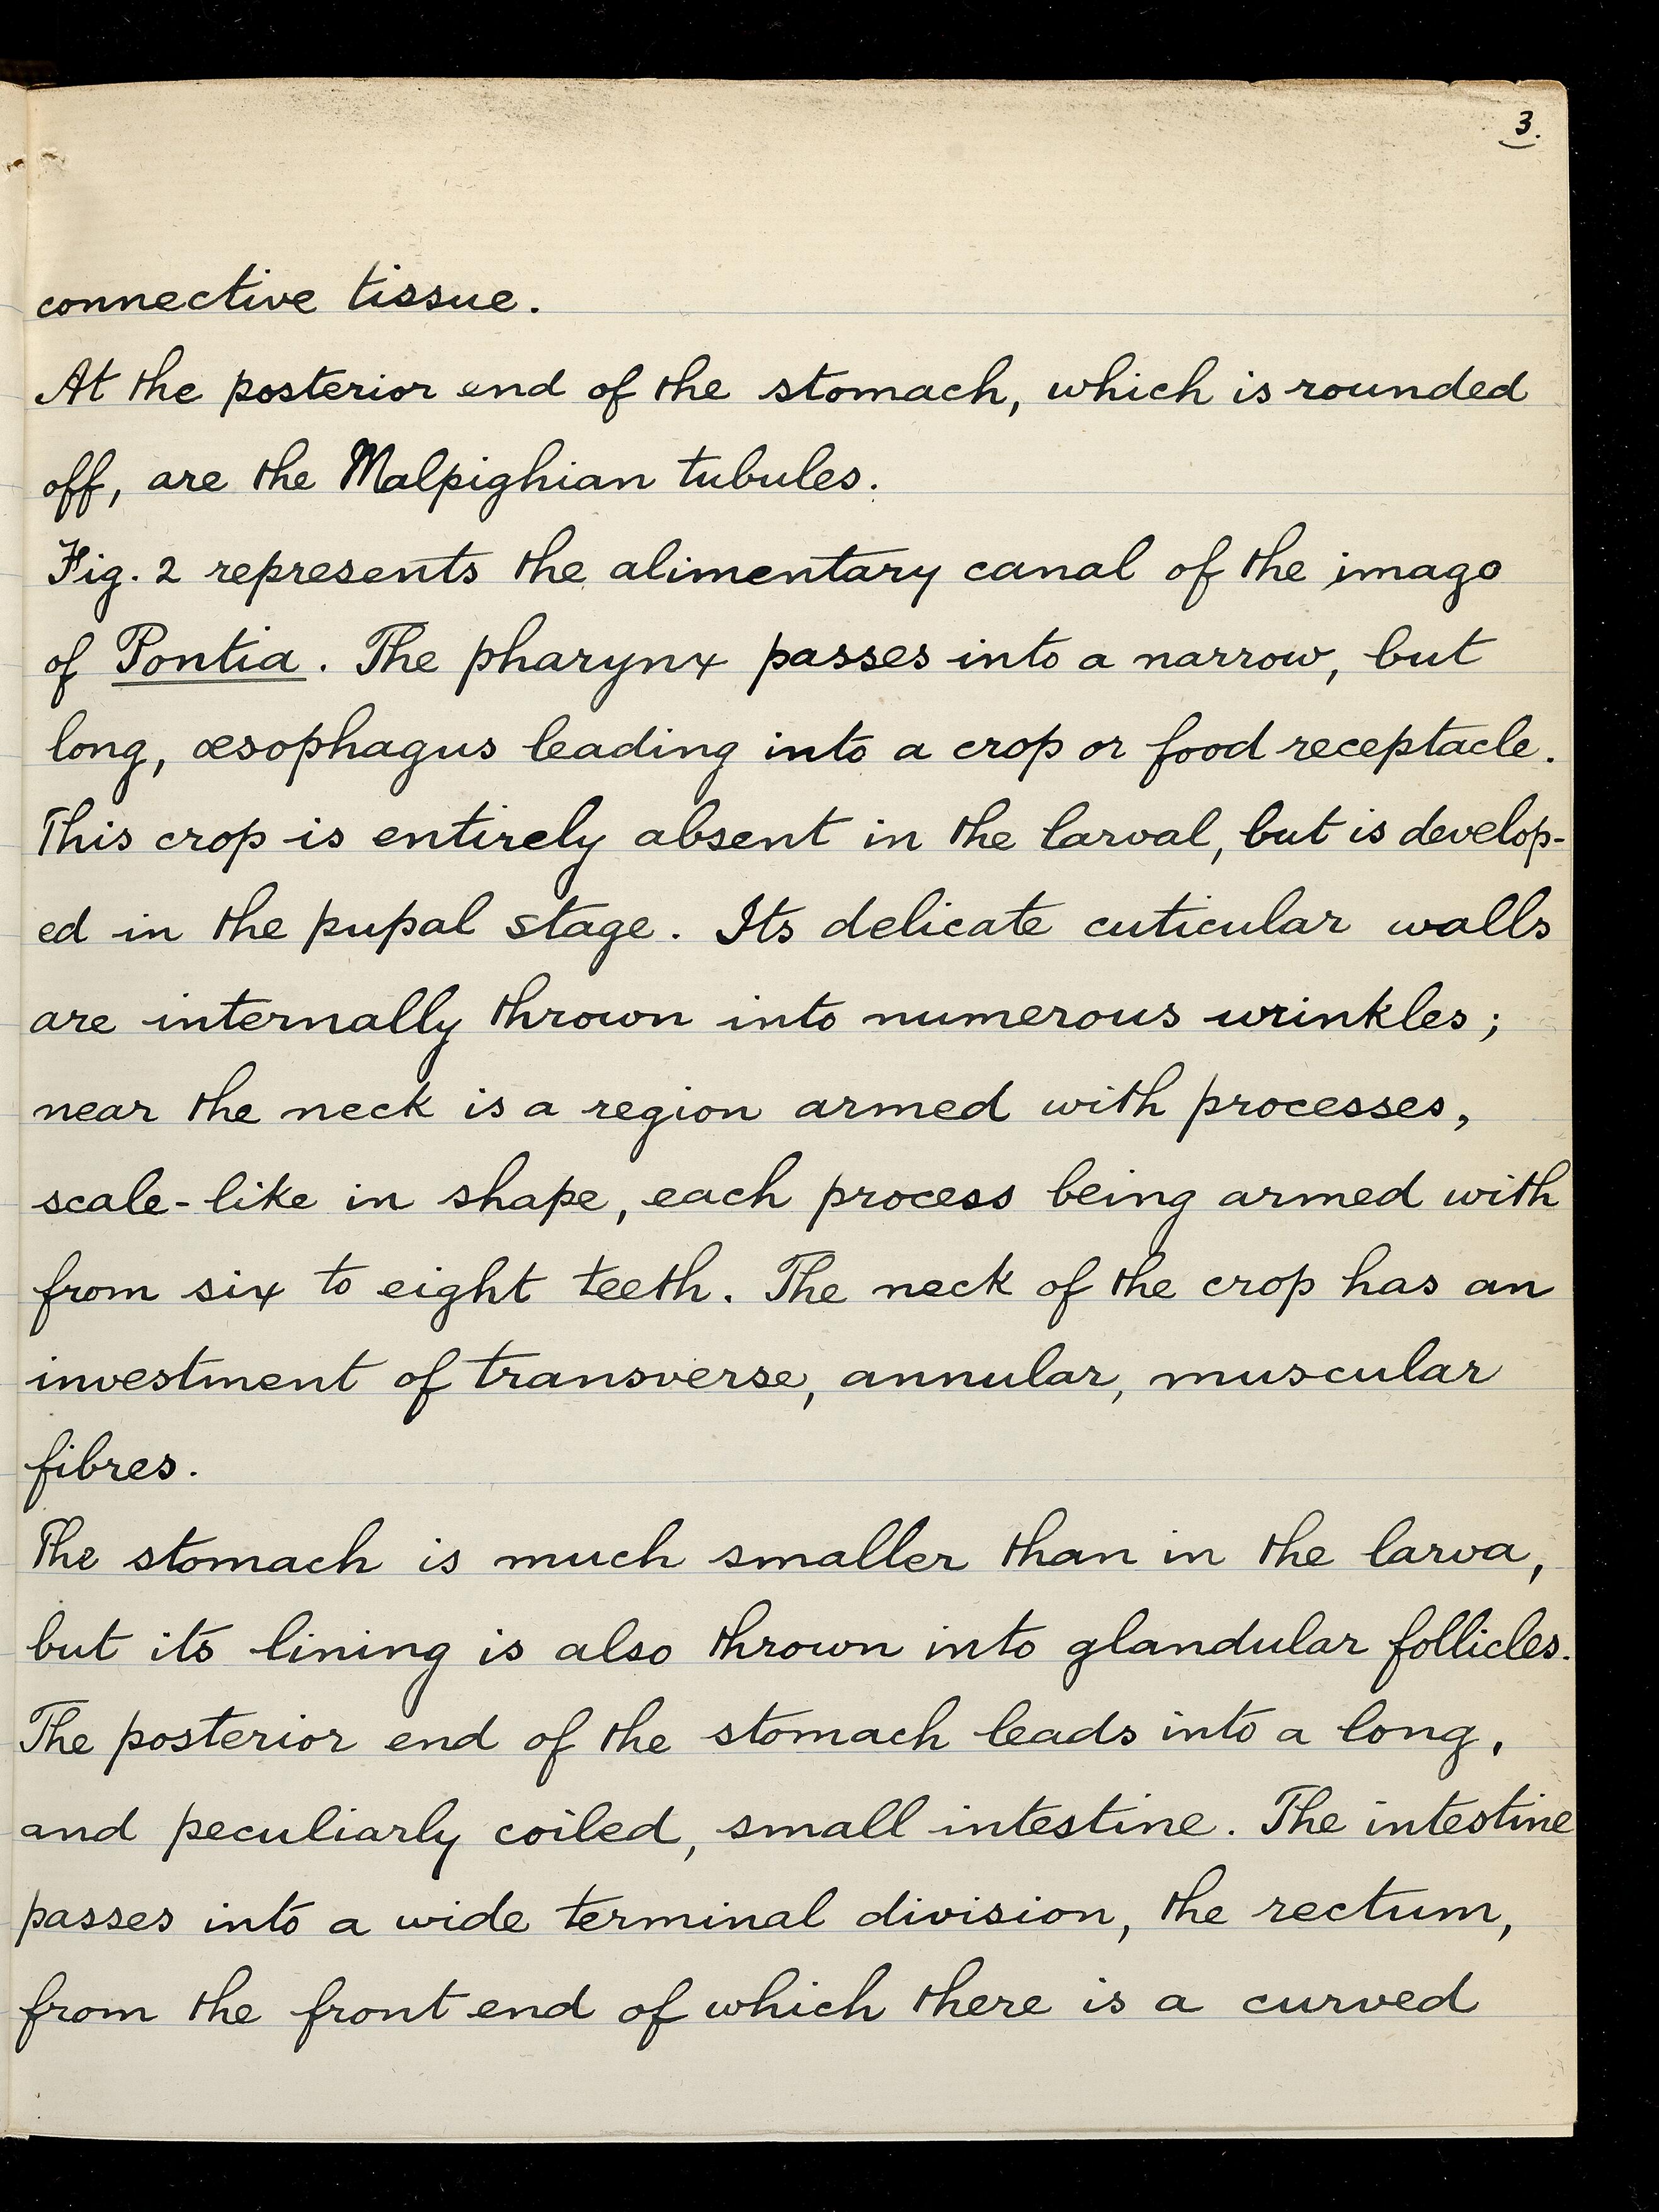 3.
connective tissue.
At the posterior end of the stomach, which is rounded
off, are the Malpighian tubules.
Fig. 2 represents the alimentary canal of the imago
of Pontia. The pharynx passes into a narrow, but
long, œsophagus leading into a crop or food receptacle.
This crop is entirely absent in the larval, but is develop-
ed in the pupal stage. Its delicate cuticular walls
are internally thrown into numerous wrinkles;
near the neck is a region armed with processes,
scale-like in shape, each process being armed with
from six to eight teeth. The neck of the crop has an
investment of transverse, annular, muscular
fibres.
The stomach is much smaller than in the larva,
but its lining is also thrown into glandular follicles.
The posterior end of the stomach leads into a long,
and peculiarly coiled, small intestine. The intestine
passes into a wide terminal division, the rectum,
from the front end of which there is a curved